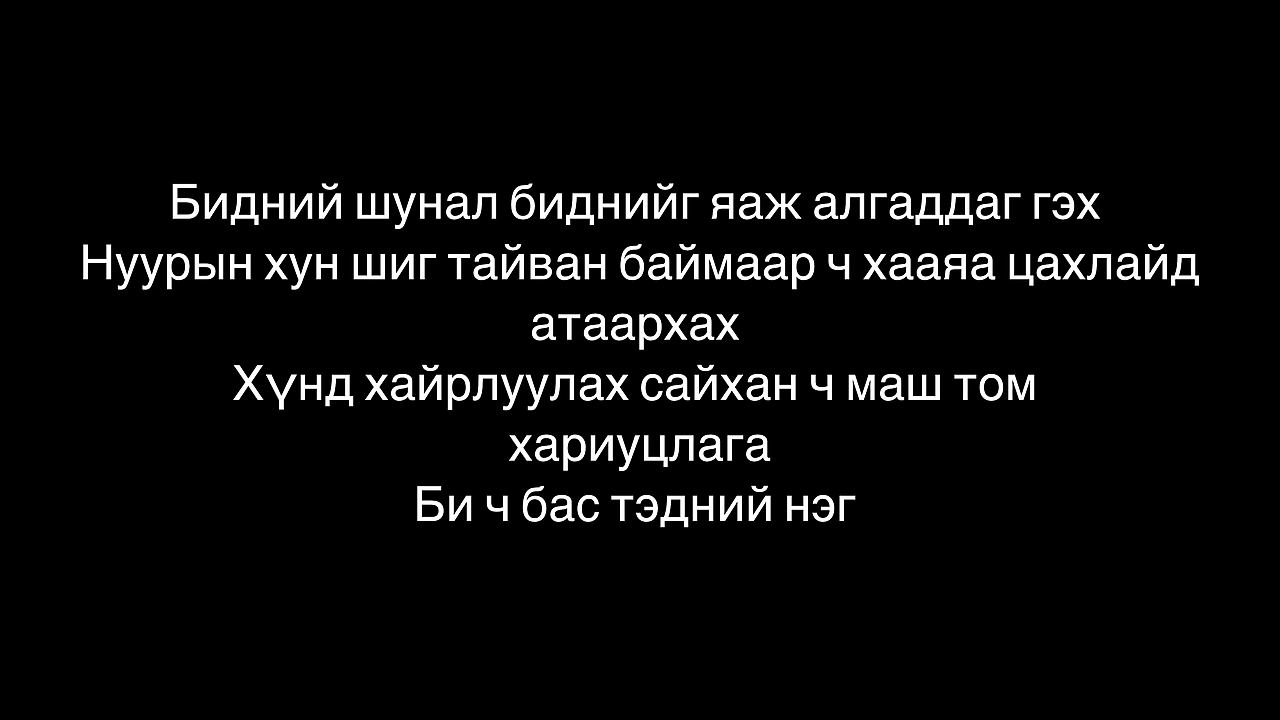 Бидний шунал биднийг яаж алгаддаг гэх
Нуурын хун шиг тайван баймаар ч хааяа цахлайд
атаархах
Хүнд хайрлуулах сайхан ч маш том
хариуцлага
Би ч бас тэдний нэг